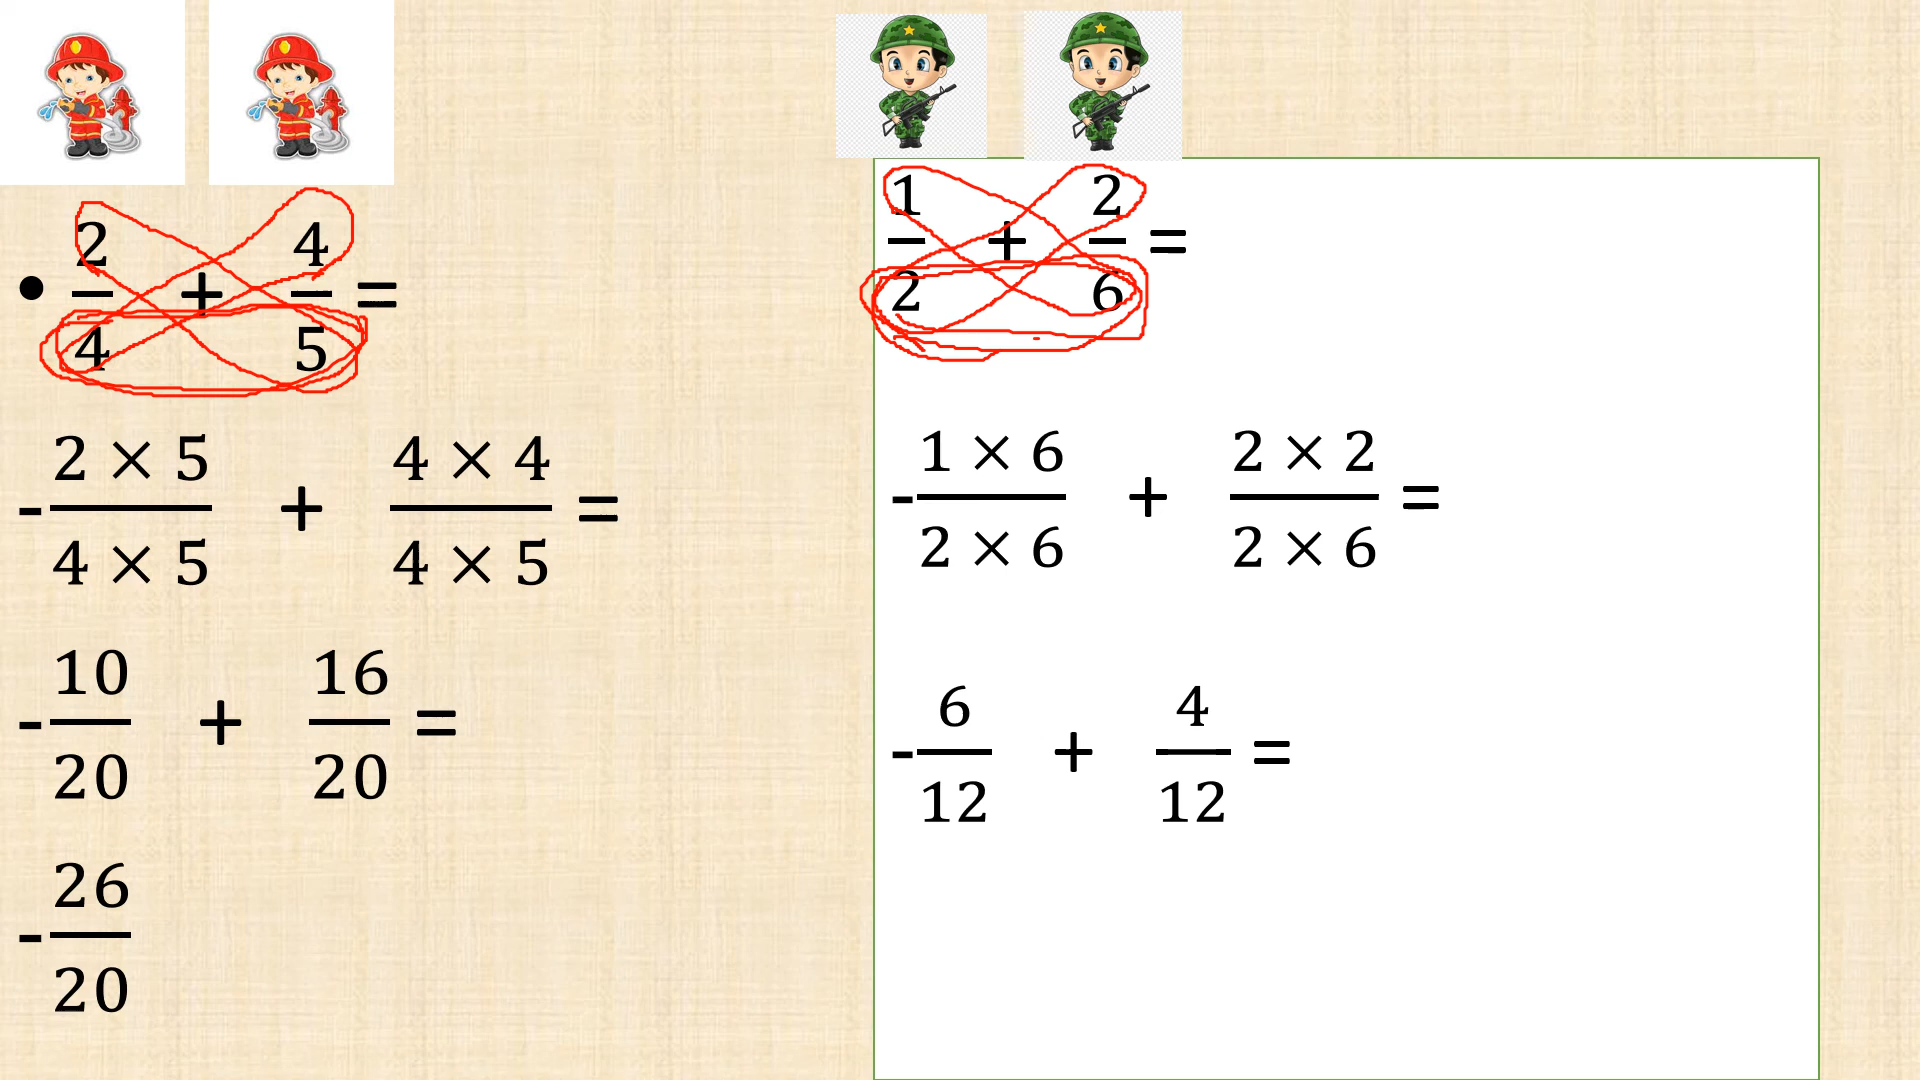 • 2/4 + 4/5 =
- 2 × 5 / 4 × 5 + 4 × 4 / 4 × 5 =
- 10/20 + 16/20 =
- 26/20
1/2 + 2/6 =
- 1 × 6 / 2 × 6 + 2 × 2 / 2 × 6 =
- 6/12 + 4/12 =